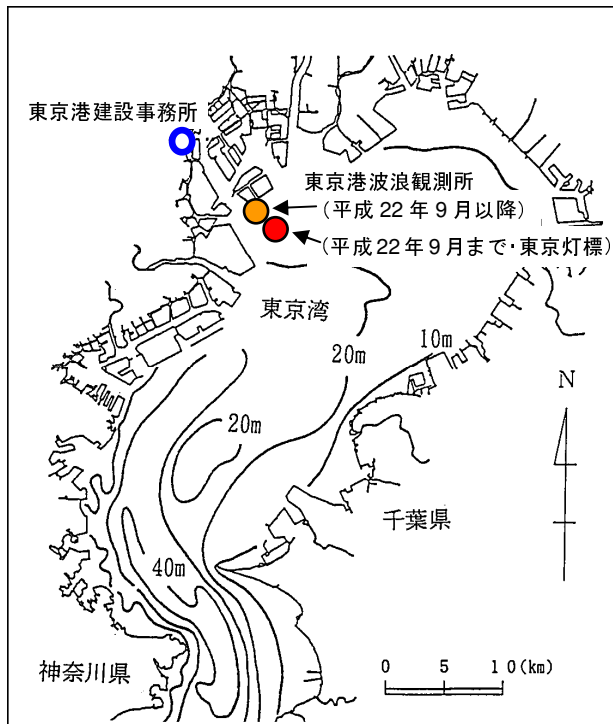 東京港建設事務所
東京港波浪観測所
(平成22年9月以降)
(平成22年9月まで・東京灯標)
東京湾
20m
10m
N
20m
千葉県
40m
神奈川県
0 5 10(km)